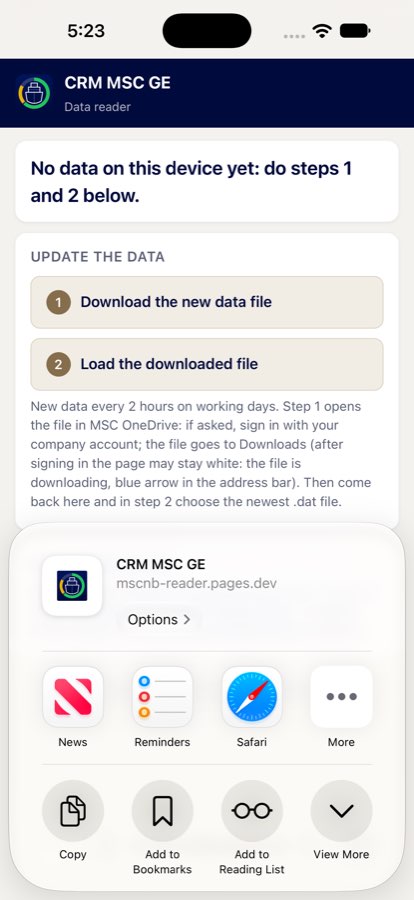 5:23
CRM MSC GE
Data reader
No data on this device yet: do steps 1
and 2 below.
UPDATE THE DATA
1 Download the new data file
2 Load the downloaded file
New data every 2 hours on working days. Step 1 opens
the file in MSC OneDrive: if asked, sign in with your
company account; the file goes to Downloads (after
signing in the page may stay white: the file is
downloading, blue arrow in the address bar). Then come
back here and in step 2 choose the newest .dat file.
CRM MSC GE
mscnb-reader.pages.dev
Options
News
Reminders
Safari
More
Copy
Add to
Bookmarks
Add to
Reading List
View More